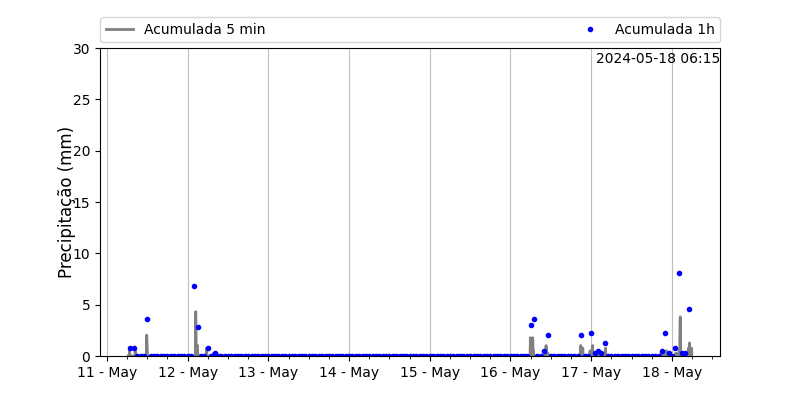 Acumulada 5 min
Acumulada 1h
2024-05-18 06:15
Precipitação (mm)
30
25
20
15
10
5
0
11 - May
12 - May
13 - May
14 - May
15 - May
16 - May
17 - May
18 - May